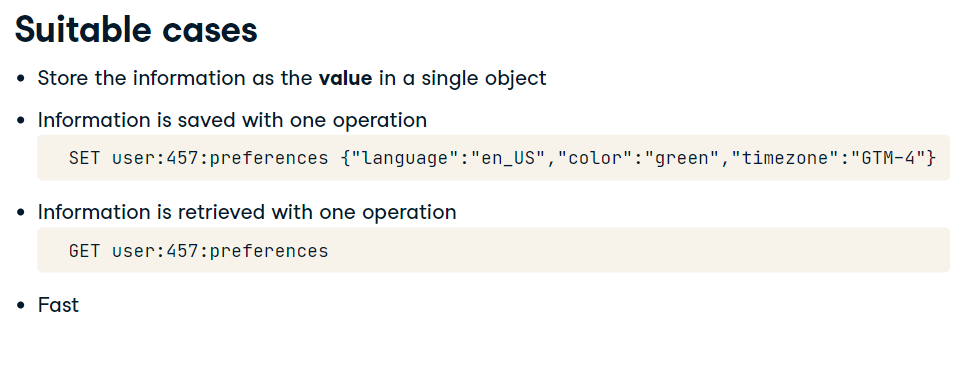 Suitable cases
• Store the information as the value in a single object
• Information is saved with one operation
SET user:457:preferences {"language":"en_US","color":"green","timezone":"GTM-4"}
• Information is retrieved with one operation
GET user:457:preferences
• Fast